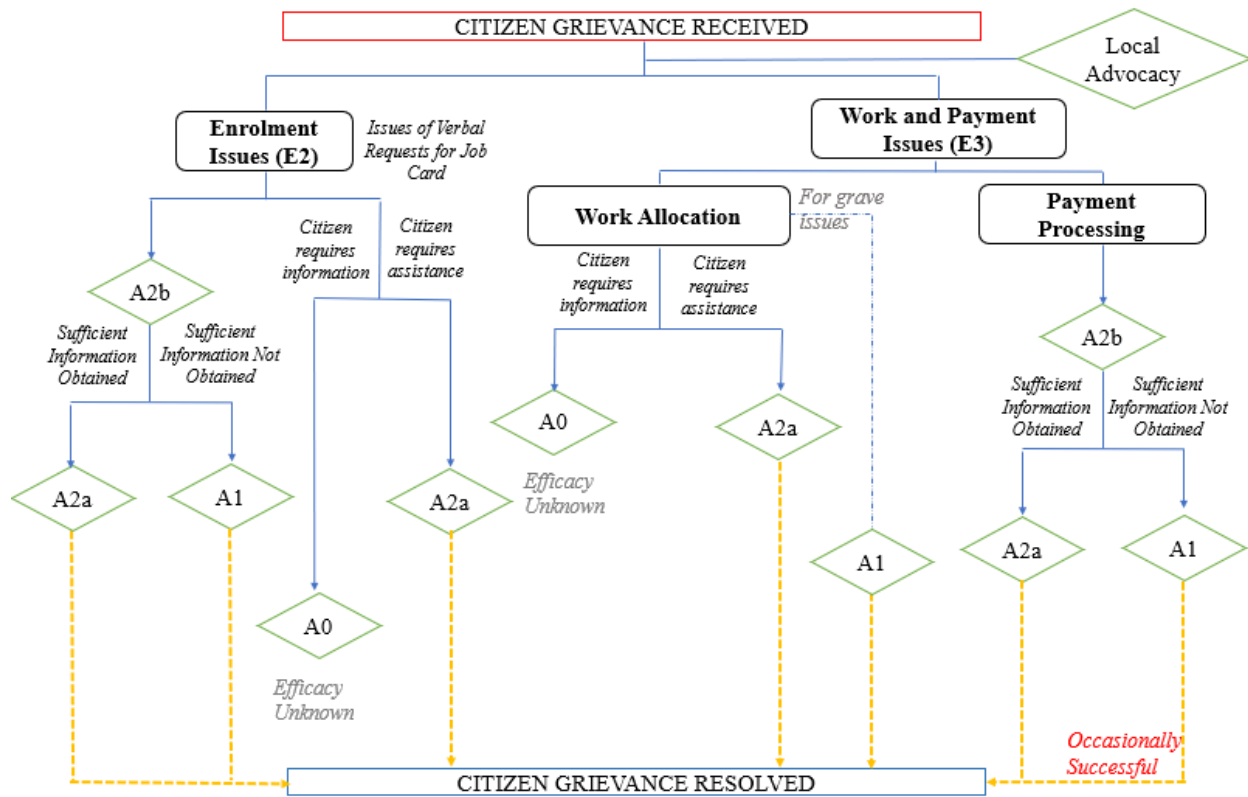 CITIZEN GRIEVANCE RECEIVED
Local
Advocacy
Enrolment
Issues (E2)
Issues of Verbal
Requests for Job
Card
Work and Payment
Issues (E3)
Citizen
requires
information
Citizen
requires
assistance
Work Allocation
For grave
issues
Payment
Processing
Citizen
requires
information
Citizen
requires
assistance
A2b
Sufficient
Information
Obtained
Sufficient
Information Not
Obtained
A2b
Sufficient
Information
Obtained
Sufficient
Information Not
Obtained
A0
Efficacy
Unknown
A2a
A2a
A1
A2a
A1
A2a
A1
A0
Efficacy
Unknown
Occasionally
Successful
CITIZEN GRIEVANCE RESOLVED